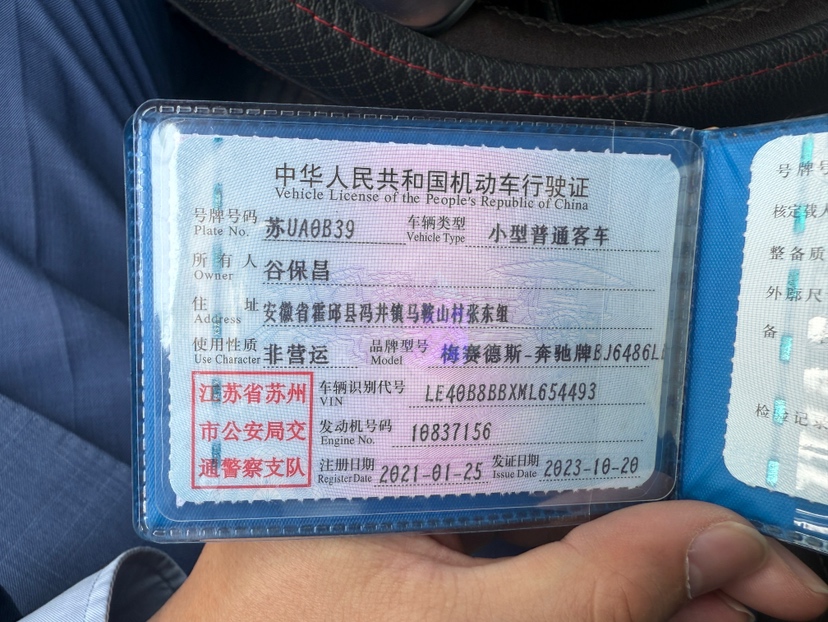 中华人民共和国机动车行驶证
Vehicle License of the People's Republic of China
号牌号码 苏UA0B39 车辆类型 小型普通客车
Plate No. Vehicle Type
所有人 谷保昌
Owner
住址 安徽省霍邱县冯井镇马鞍山村张东组
Address
使用性质 非营运 品牌型号 梅赛德斯-奔驰牌BJ6486L
Use Character Model
江苏省苏州 车辆识别代号 LE40B8BBXML654493
VIN
市公安局交 发动机号码 10837156
Engine No.
通警察支队 注册日期 2021-01-25 发证日期 2023-10-20
Register Date Issue Date
号牌号
核定载人
整备质
外廓尺
备
检验记录